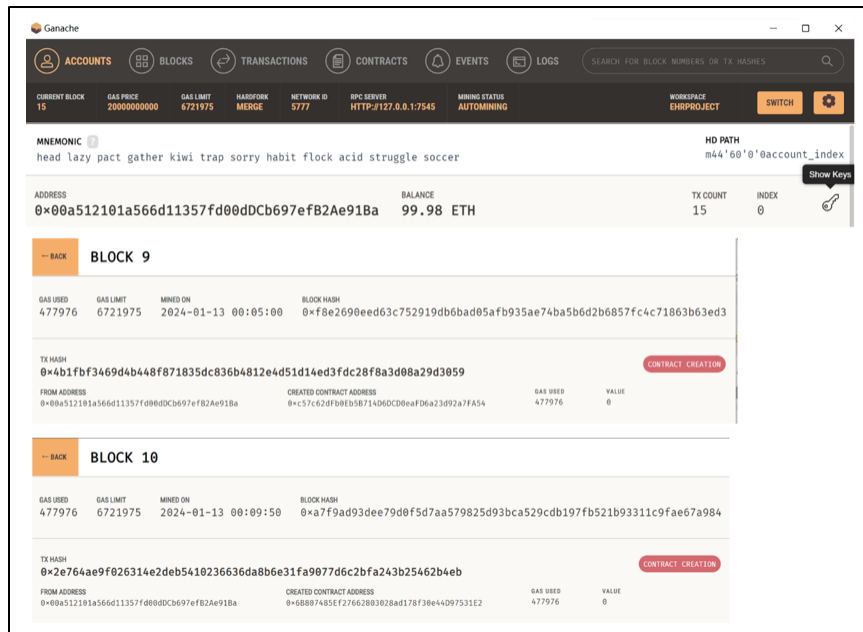 Ganache
ACCOUNTS BLOCKS TRANSACTIONS CONTRACTS EVENTS LOGS SEARCH FOR BLOCK NUMBERS OR TX HASHES
CURRENT BLOCK GAS PRICE GAS LIMIT HARDFORK NETWORK ID RPC SERVER MINING STATUS WORKSPACE
15 20000000000 6721975 MERGE 5777 HTTP://127.0.0.1:7545 AUTOMINING EHRPROJECT SWITCH
MNEMONIC ? HD PATH
head lazy pact gather kiwi trap sorry habit flock acid struggle soccer m44'60'0'0account_index
Show Keys
ADDRESS BALANCE TX COUNT INDEX
0×00a512101a566d11357fd00dDCb697efB2Ae91Ba 99.98 ETH 15 0
← BACK BLOCK 9
GAS USED GAS LIMIT MINED ON BLOCK HASH
477976 6721975 2024-01-13 00:05:00 0×f8e2690eed63c752919db6bad05afb935ae74ba5b6d2b6857fc4c71863b63ed3
TX HASH
0×4b1fbf3469d4b448f871835dc836b4812e4d51d14ed3fdc28f8a3d08a29d3059 CONTRACT CREATION
FROM ADDRESS CREATED CONTRACT ADDRESS GAS USED VALUE
0×00a512101a566d11357fd00dDCb697efB2Ae91Ba 0×c57c62dFb0Eb5B714D6DCD0eaFD6a23d92a7FA54 477976 0
← BACK BLOCK 10
GAS USED GAS LIMIT MINED ON BLOCK HASH
477976 6721975 2024-01-13 00:09:50 0×a7f9ad93dee79d0f5d7aa579825d93bca529cdb197fb521b93311c9fae67a984
TX HASH
0×2e764ae9f026314e2deb5410236636da8b6e31fa9077d6c2bfa243b25462b4eb CONTRACT CREATION
FROM ADDRESS CREATED CONTRACT ADDRESS GAS USED VALUE
0×00a512101a566d11357fd00dDCb697efB2Ae91Ba 0×6B807485Ef27662803028ad178f30e44D97531E2 477976 0